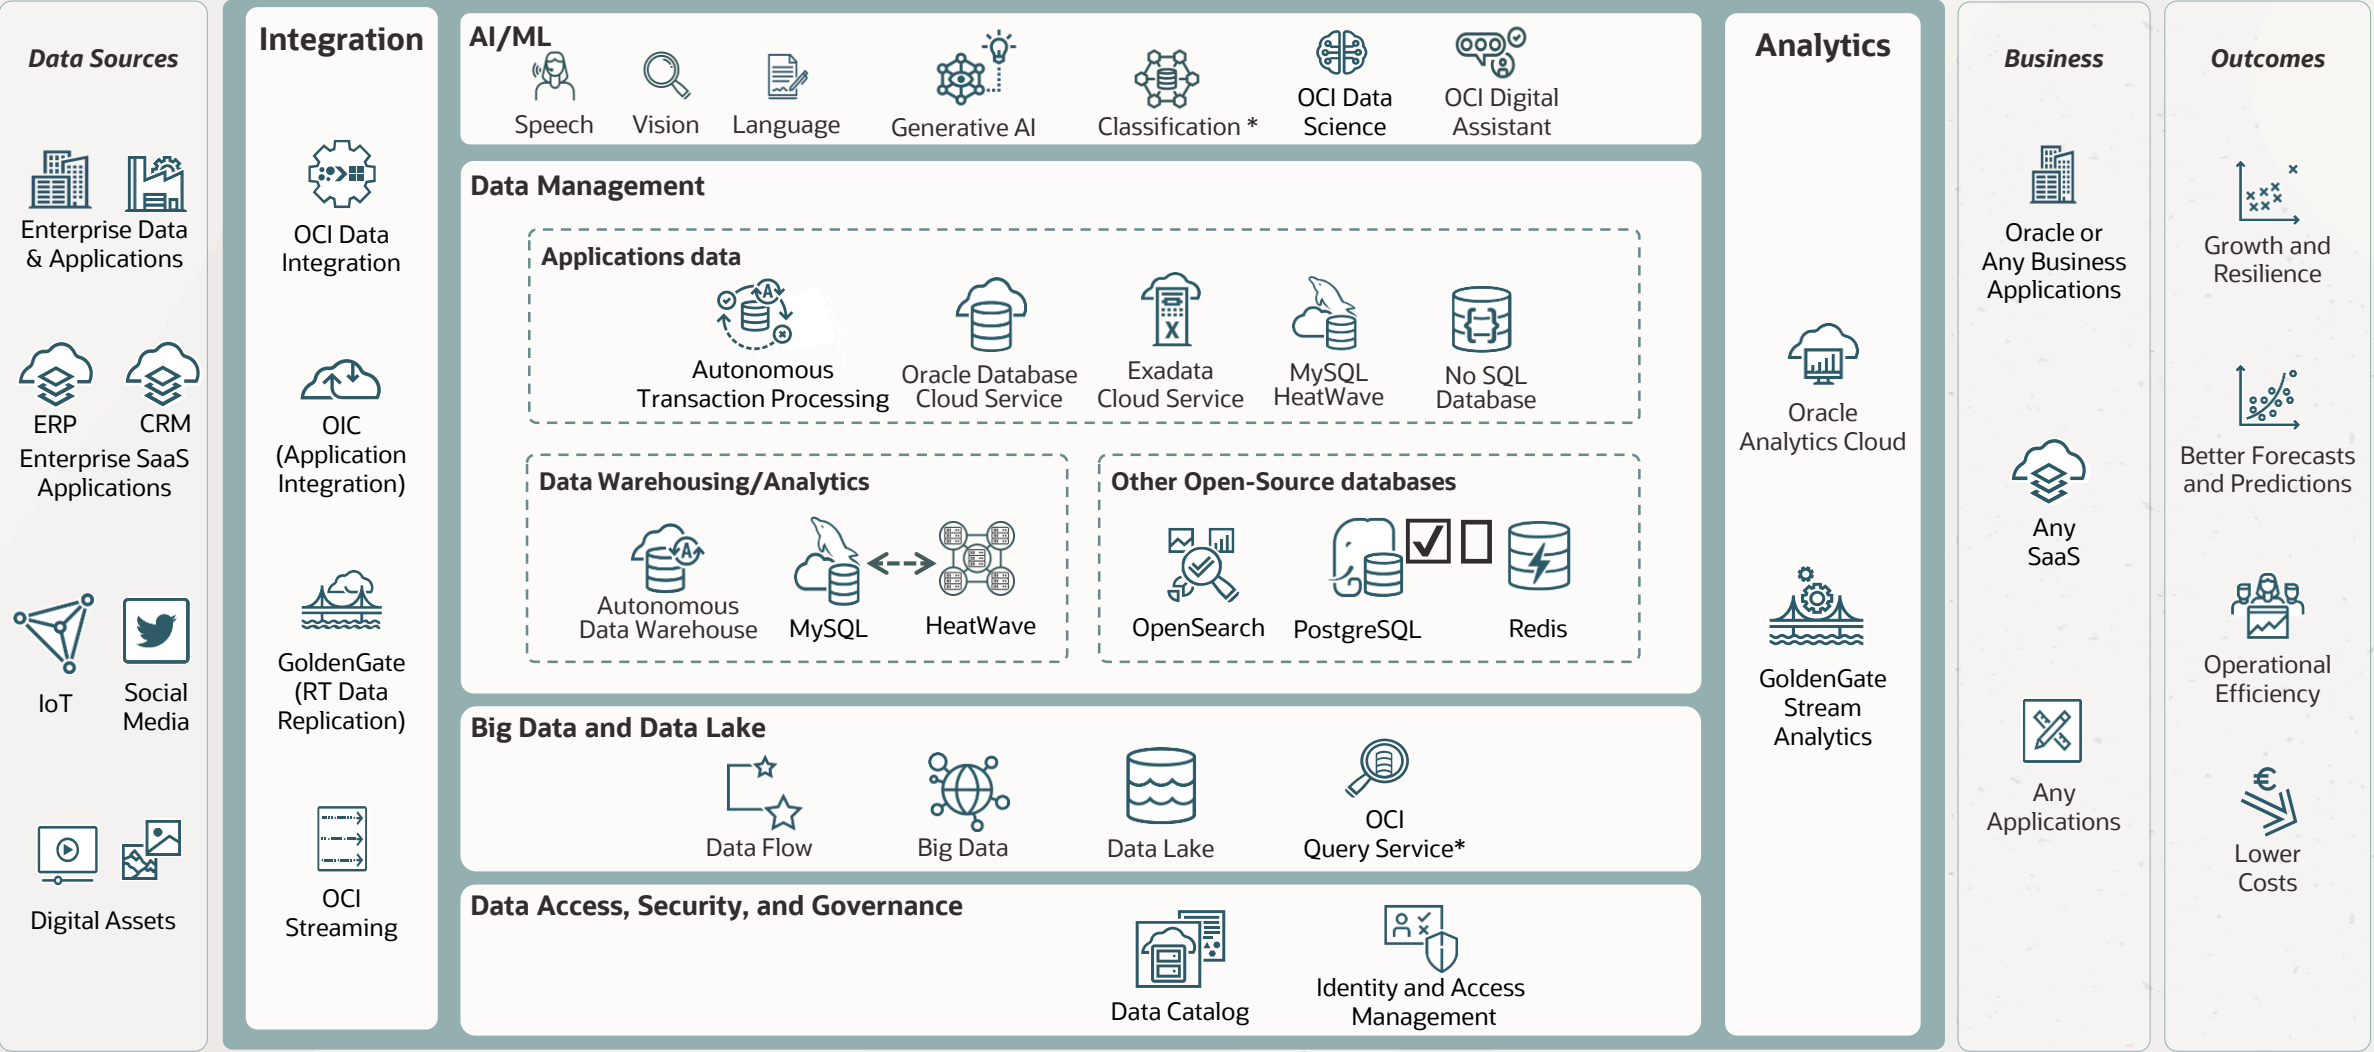 Data Sources
Enterprise Data
& Applications
ERP
CRM
Enterprise SaaS
Applications
IoT
Social
Media
Digital Assets
Integration
OCI Data
Integration
OIC
(Application
Integration)
GoldenGate
(RT Data
Replication)
OCI
Streaming
AI/ML
Speech
Vision
Language
Generative AI
Classification *
OCI Data
Science
OCI Digital
Assistant
Data Management
Applications data
A
Autonomous
Transaction Processing
Oracle Database
Cloud Service
X
Exadata
Cloud Service
MySQL
HeatWave
{ }
No SQL
Database
Data Warehousing/Analytics
A
Autonomous
Data Warehouse
MySQL
HeatWave
Other Open-Source databases
OpenSearch
PostgreSQL
Redis
Big Data and Data Lake
Data Flow
Big Data
Data Lake
OCI
Query Service*
Data Access, Security, and Governance
Data Catalog
Identity and Access
Management
Analytics
Oracle
Analytics Cloud
GoldenGate
Stream
Analytics
Business
Oracle or
Any Business
Applications
Any
SaaS
Any
Applications
Outcomes
Growth and
Resilience
Better Forecasts
and Predictions
Operational
Efficiency
€
Lower
Costs